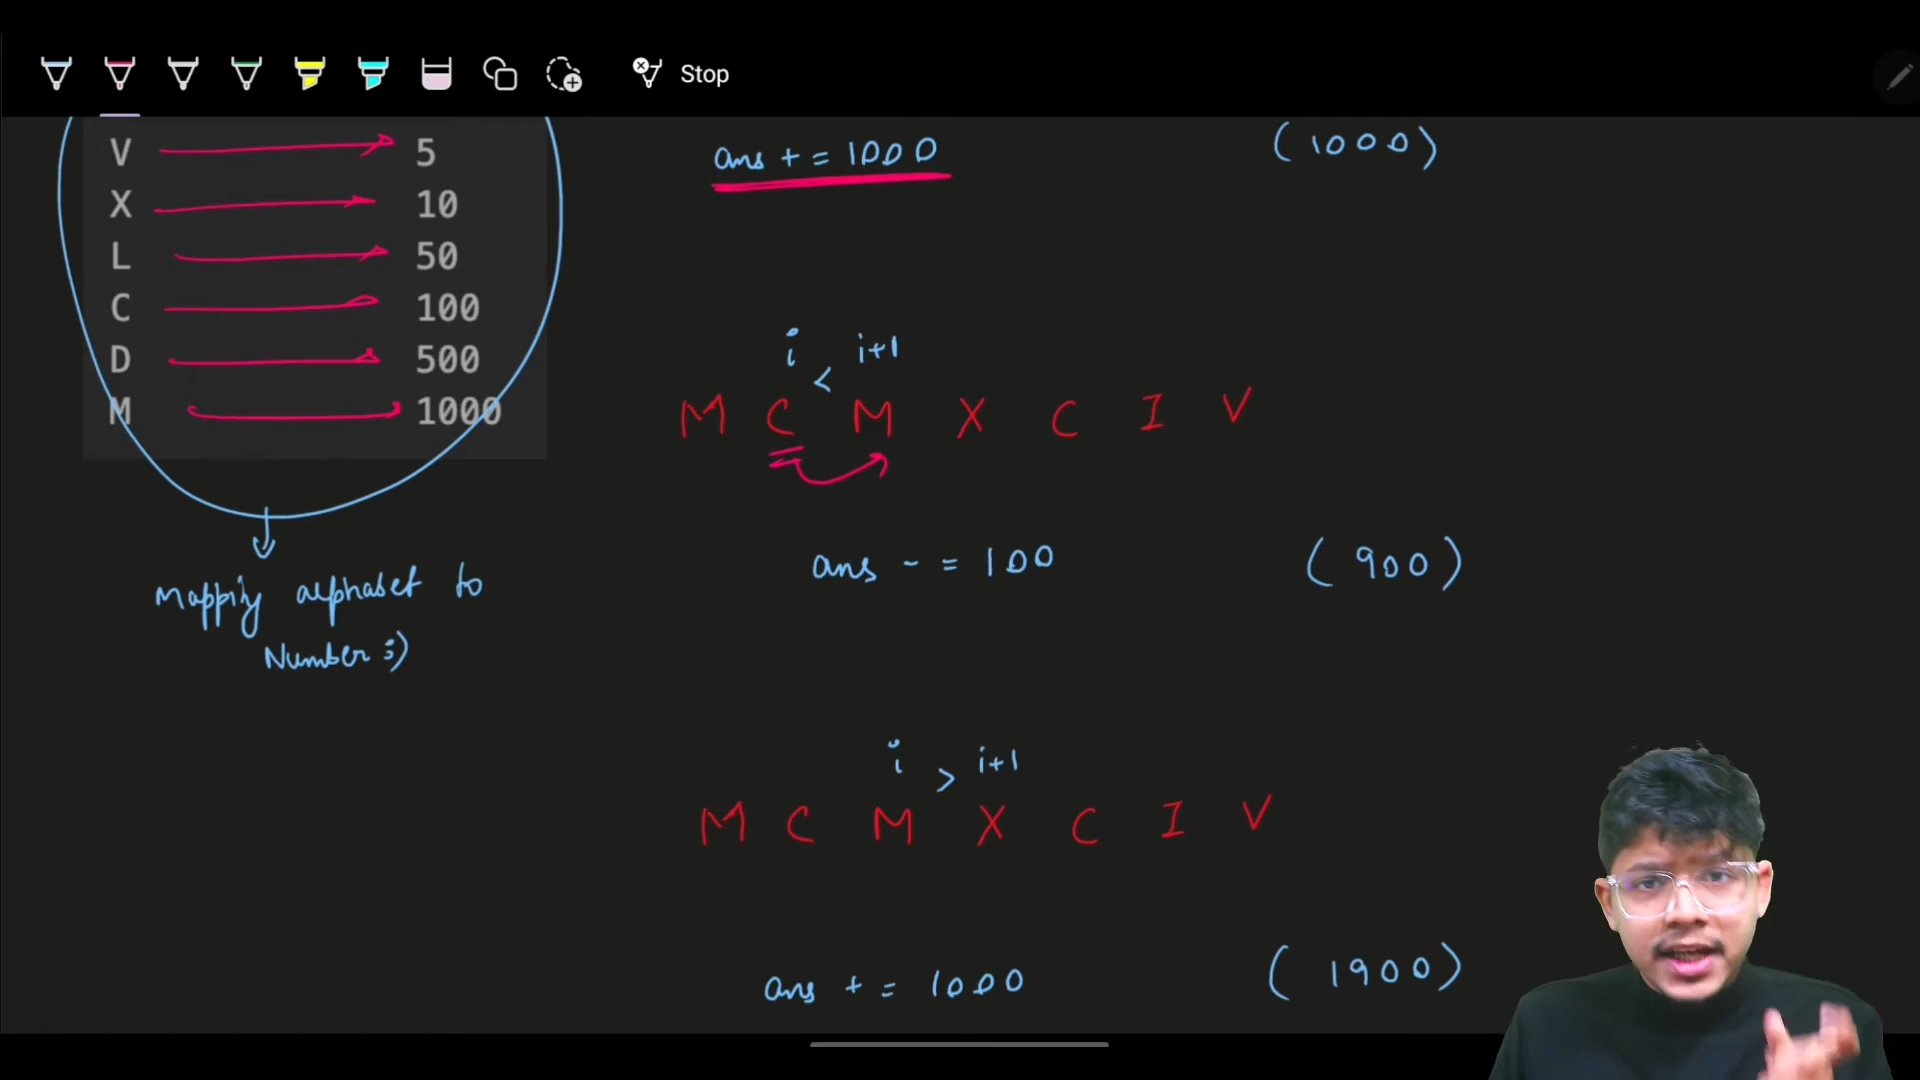 Stop
V 5
X 10
L 50
C 100
D 500
M 1000
Mapping alphabet to
Number :)
ans += 1000 (1000)
i < i+1
M C M X C I V
ans -= 100 (900)
i > i+1
M C M X C I V
ans += 1000 (1900)